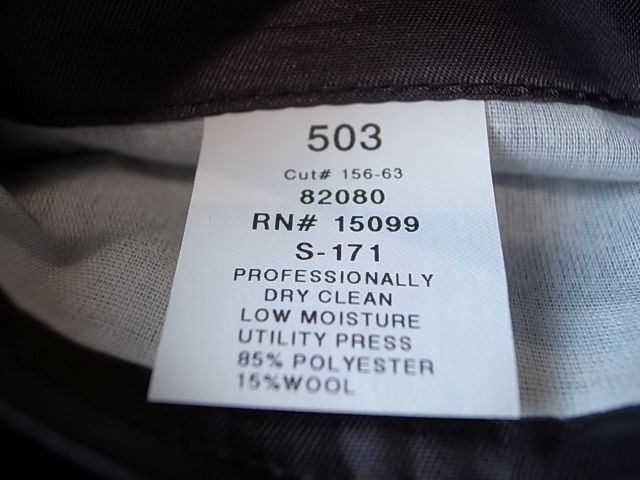 503
Cut# 156-63
82080
RN# 15099
S-171
PROFESSIONALLY
DRY CLEAN
LOW MOISTURE
UTILITY PRESS
85% POLYESTER
15%WOOL